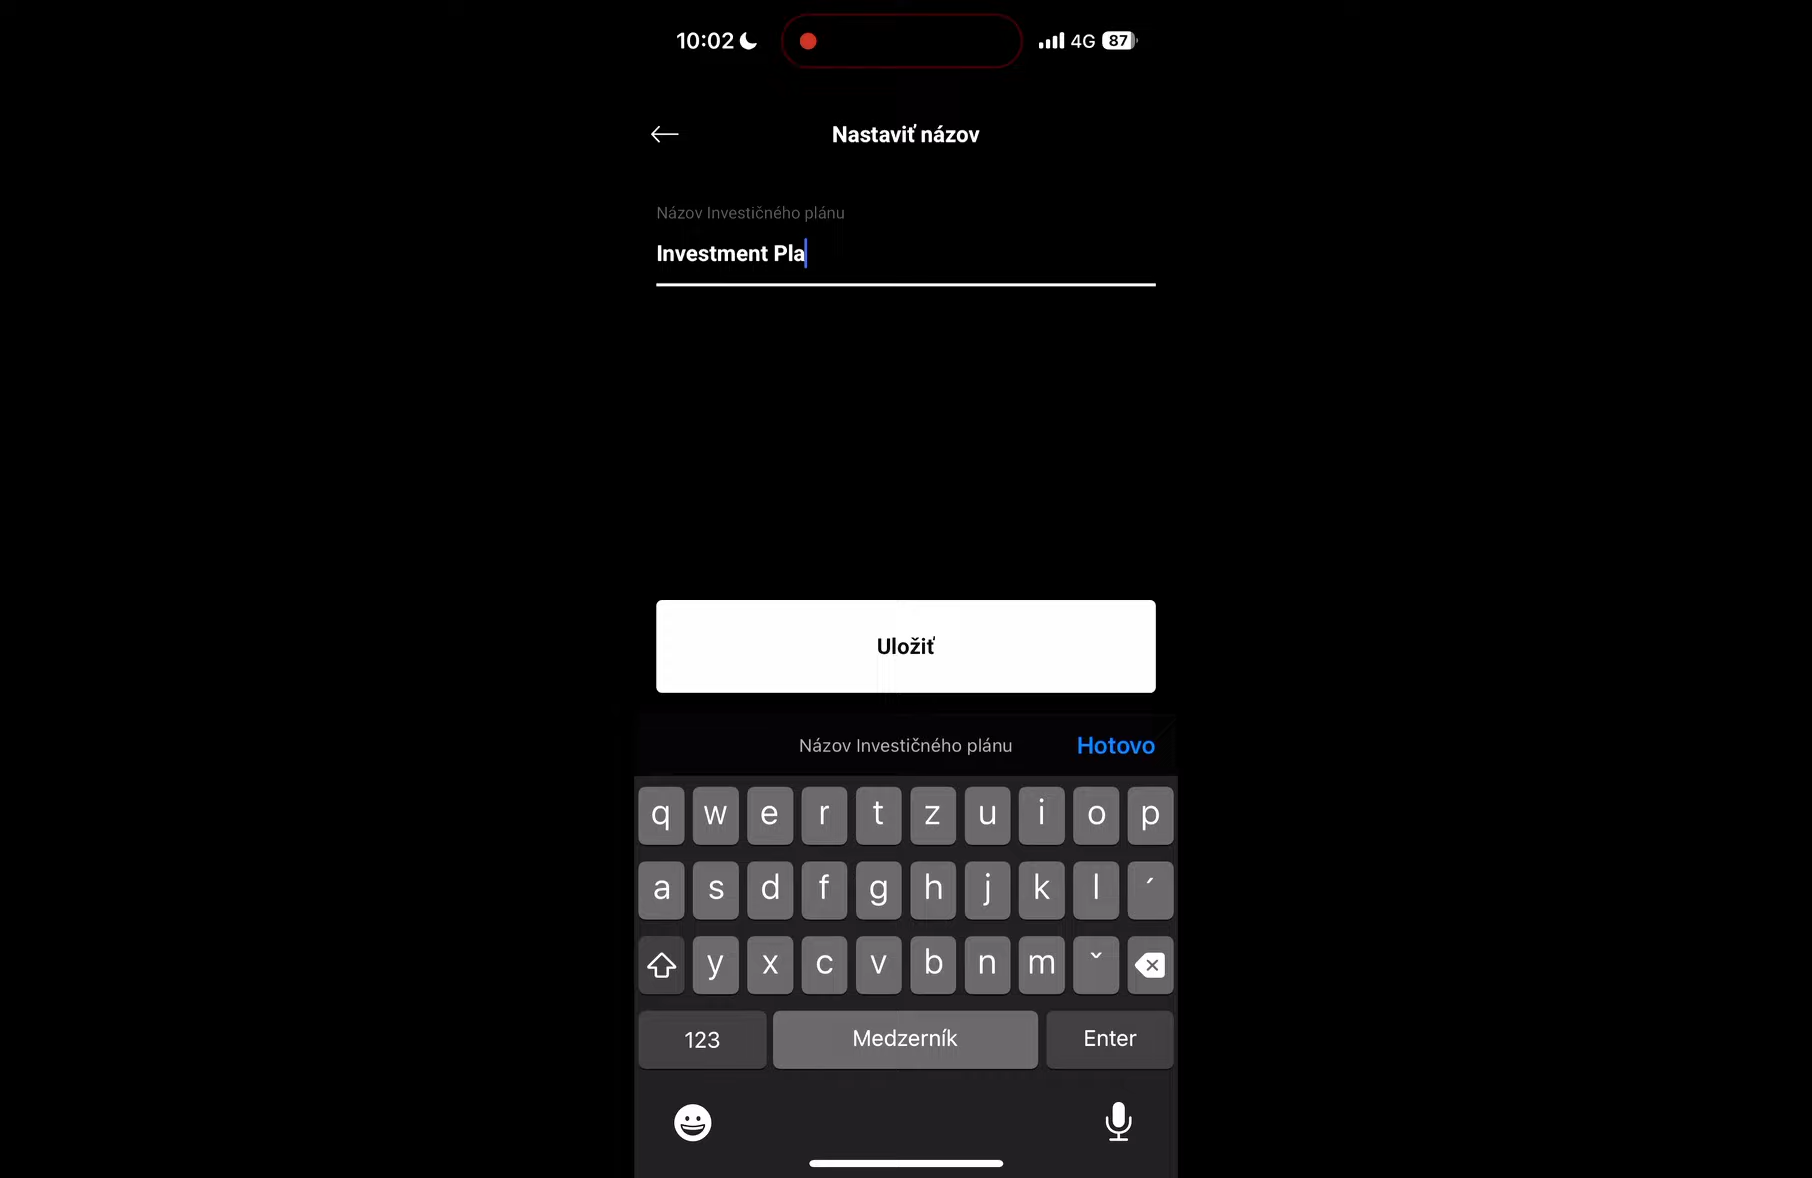 10:02 4G 87
Nastaviť názov
Názov Investičného plánu
Investment Pla
Uložiť
Názov Investičného plánu Hotovo
q w e r t z u i o p
a s d f g h j k l ´
y x c v b n m ˇ
123 Medzerník Enter